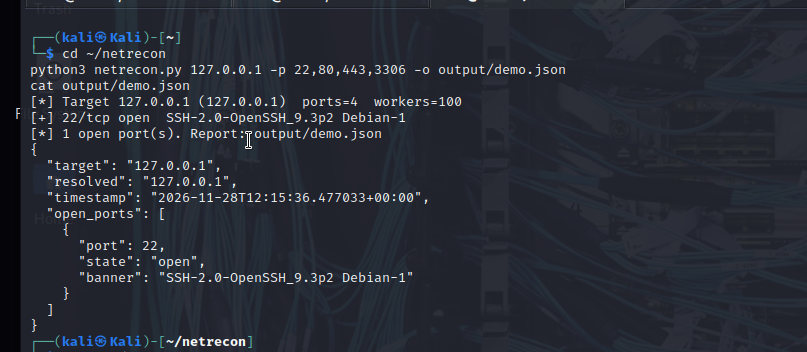 ┌──(kali㉿Kali)-[~]
└─$ cd ~/netrecon
python3 netrecon.py 127.0.0.1 -p 22,80,443,3306 -o output/demo.json
cat output/demo.json
[*] Target 127.0.0.1 (127.0.0.1)  ports=4  workers=100
[+] 22/tcp open  SSH-2.0-OpenSSH_9.3p2 Debian-1
[*] 1 open port(s). Report: output/demo.json
{
  "target": "127.0.0.1",
  "resolved": "127.0.0.1",
  "timestamp": "2026-11-28T12:15:36.477033+00:00",
  "open_ports": [
    {
      "port": 22,
      "state": "open",
      "banner": "SSH-2.0-OpenSSH_9.3p2 Debian-1"
    }
  ]
}
┌──(kali㉿Kali)-[~/netrecon]